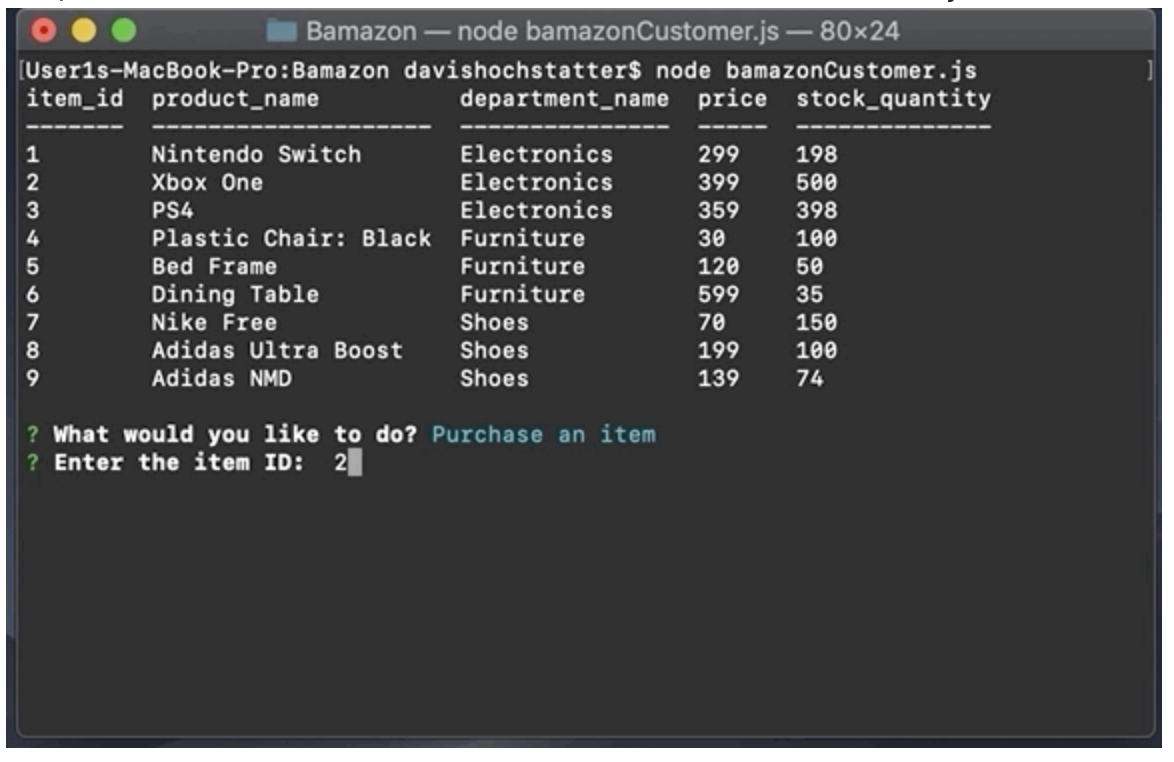 Bamazon — node bamazonCustomer.js — 80×24
[User1s-MacBook-Pro:Bamazon davishochstatter$ node bamazonCustomer.js ]
item_id product_name department_name price stock_quantity
------- -------------------- --------------- ----- --------------
1 Nintendo Switch Electronics 299 198
2 Xbox One Electronics 399 500
3 PS4 Electronics 359 398
4 Plastic Chair: Black Furniture 30 100
5 Bed Frame Furniture 120 50
6 Dining Table Furniture 599 35
7 Nike Free Shoes 70 150
8 Adidas Ultra Boost Shoes 199 100
9 Adidas NMD Shoes 139 74
? What would you like to do? Purchase an item
? Enter the item ID: 2